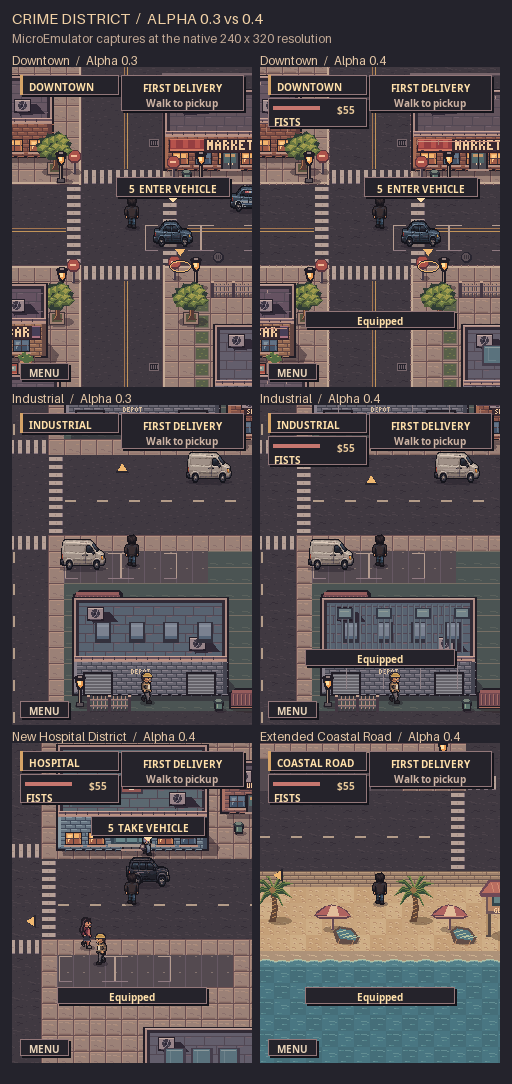 CRIME DISTRICT / ALPHA 0.3 vs 0.4
MicroEmulator captures at the native 240 x 320 resolution
Downtown / Alpha 0.3
DOWNTOWN
FIRST DELIVERY
Walk to pickup
MARKET
5 ENTER VEHICLE
AR
MENU
Downtown / Alpha 0.4
DOWNTOWN
FIRST DELIVERY
Walk to pickup
$55
FISTS
MARKET
5 ENTER VEHICLE
Equipped
AR
MENU
Industrial / Alpha 0.3
DEPOT
INDUSTRIAL
FIRST DELIVERY
Walk to pickup
DEPOT
MENU
Industrial / Alpha 0.4
DEPOT
INDUSTRIAL
FIRST DELIVERY
Walk to pickup
$55
FISTS
Equipped
DEPOT
MENU
New Hospital District / Alpha 0.4
HOSPITAL
FIRST DELIVERY
Walk to pickup
$55
FISTS
5 TAKE VEHICLE
Equipped
MENU
Extended Coastal Road / Alpha 0.4
COASTAL ROAD
FIRST DELIVERY
Walk to pickup
$55
FISTS
Equipped
MENU